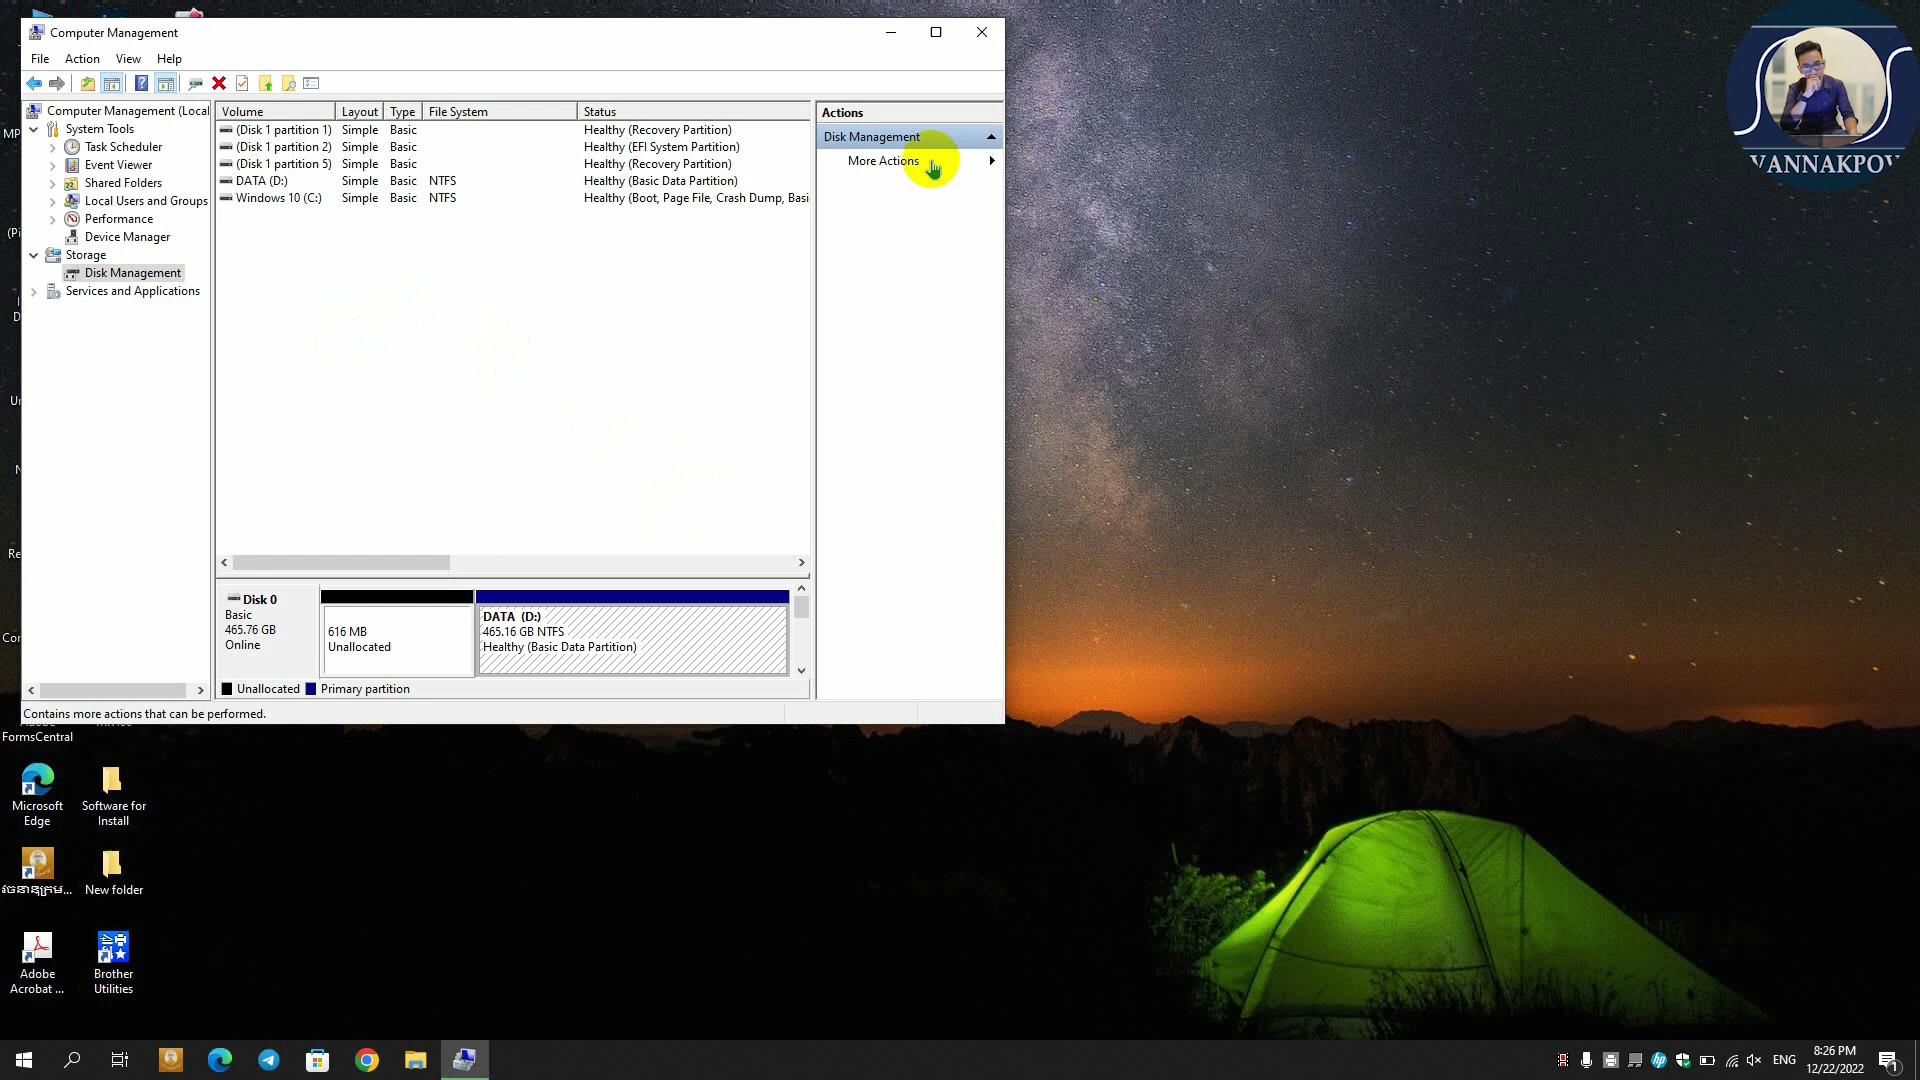 Computer Management
File Action View Help
Computer Management (Local
System Tools
Task Scheduler
Event Viewer
Shared Folders
Local Users and Groups
Performance
Device Manager
Storage
Disk Management
Services and Applications
Volume Layout Type File System Status
(Disk 1 partition 1) Simple Basic Healthy (Recovery Partition)
(Disk 1 partition 2) Simple Basic Healthy (EFI System Partition)
(Disk 1 partition 5) Simple Basic Healthy (Recovery Partition)
DATA (D:) Simple Basic NTFS Healthy (Basic Data Partition)
Windows 10 (C:) Simple Basic NTFS Healthy (Boot, Page File, Crash Dump, Basi
Disk 0
Basic
465.76 GB
Online
616 MB
Unallocated
DATA (D:)
465.16 GB NTFS
Healthy (Basic Data Partition)
Unallocated Primary partition
Actions
Disk Management
More Actions
Contains more actions that can be performed.
VANNAKPOV
MP
(Pi
D
Un
N
Re
Cor
FormsCentral
Microsoft
Edge
Software for
Install
New folder
Adobe
Acrobat ...
Brother
Utilities
ENG
8:26 PM
12/22/2022
1